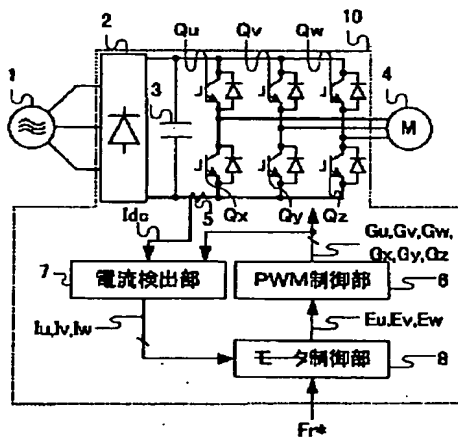 2 Qu Qv Qw 10
1 3 4
M
Idc 5 Qx Qy Qz
Gu,Gv,Gw,
Gx,Gy,Gz
7 電流検出部 PWM制御部 6
Iu,Iv,Iw Eu,Ev,Ew
モータ制御部 8
Fr*